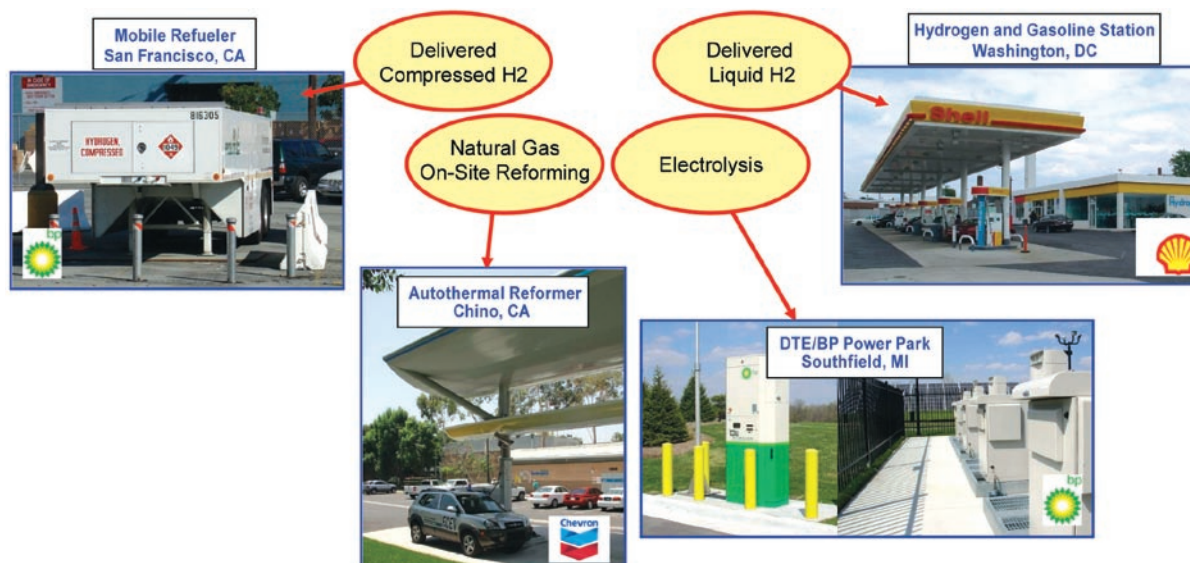 Mobile Refueler
San Francisco, CA
Delivered
Compressed H2
Delivered
Liquid H2
Hydrogen and Gasoline Station
Washington, DC
816305
HYDROGEN,
COMPRESSED
Shell
bp
Natural Gas
On-Site Reforming
Electrolysis
Autothermal Reformer
Chino, CA
Chevron
DTE/BP Power Park
Southfield, MI
bp